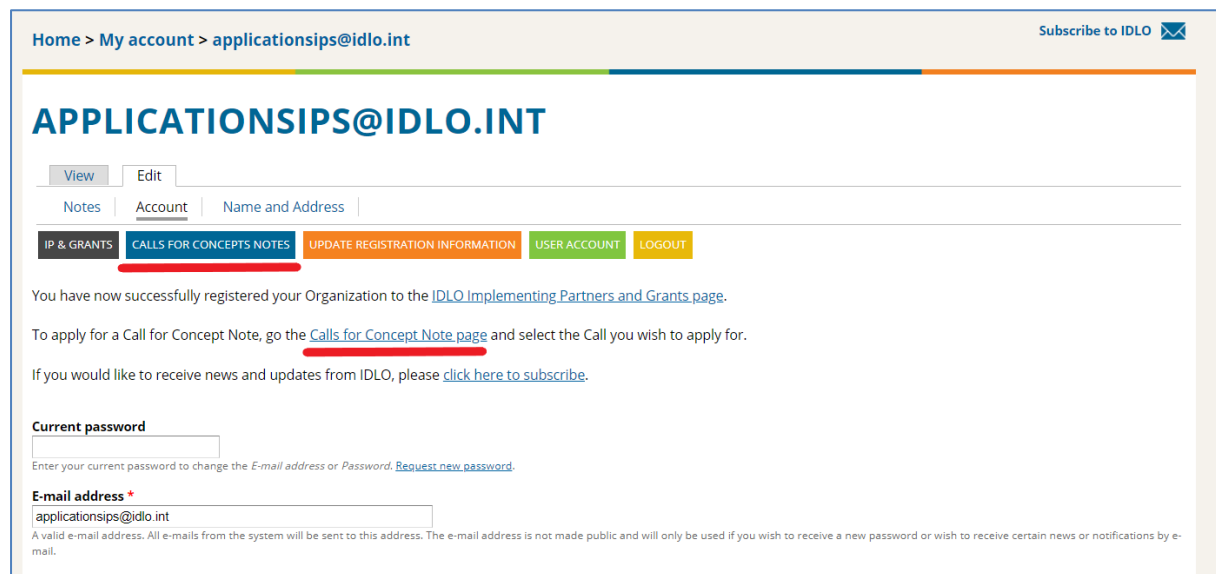 Home > My account > applicationsips@idlo.int
Subscribe to IDLO
APPLICATIONSIPS@IDLO.INT
View Edit
Notes Account Name and Address
IP & GRANTS CALLS FOR CONCEPTS NOTES UPDATE REGISTRATION INFORMATION USER ACCOUNT LOGOUT
You have now successfully registered your Organization to the IDLO Implementing Partners and Grants page.
To apply for a Call for Concept Note, go the Calls for Concept Note page and select the Call you wish to apply for.
If you would like to receive news and updates from IDLO, please click here to subscribe.
Current password
Enter your current password to change the E-mail address or Password. Request new password.
E-mail address *
applicationsips@idlo.int
A valid e-mail address. All e-mails from the system will be sent to this address. The e-mail address is not made public and will only be used if you wish to receive a new password or wish to receive certain news or notifications by e-
mail.